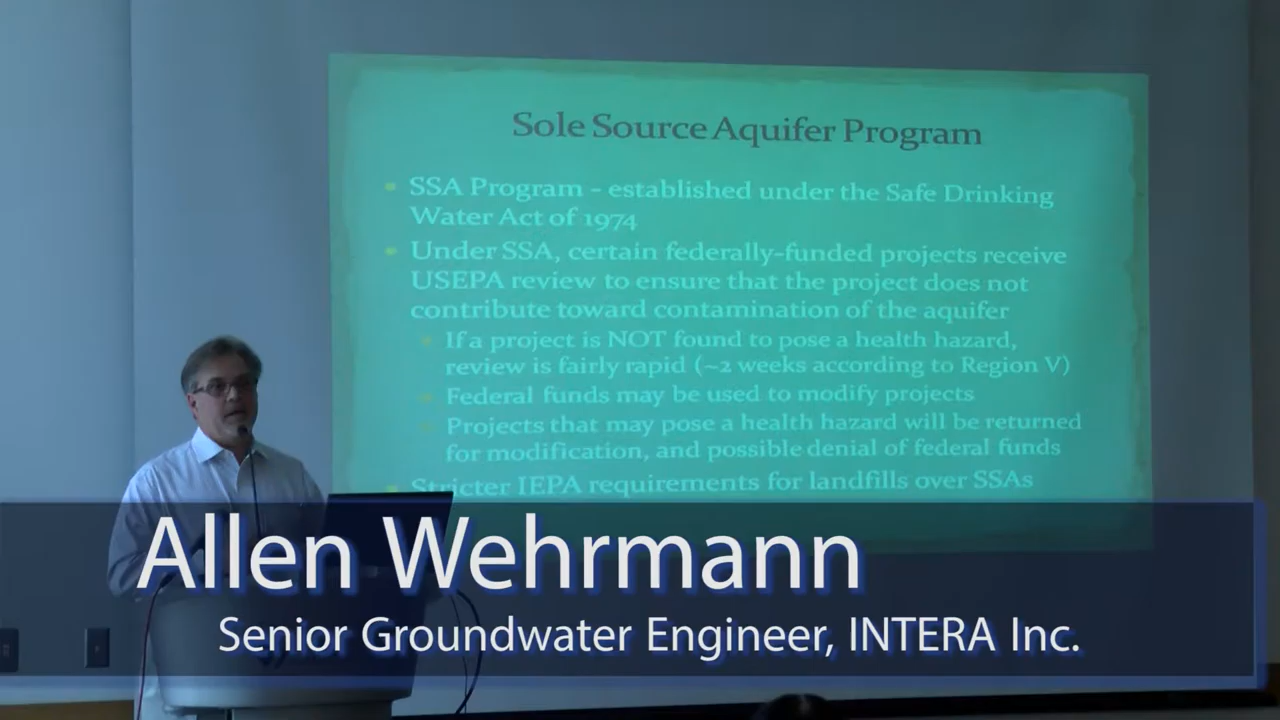 Sole Source Aquifer Program
• SSA Program - established under the Safe Drinking
Water Act of 1974
• Under SSA, certain federally-funded projects receive
USEPA review to ensure that the project does not
contribute toward contamination of the aquifer
• If a project is NOT found to pose a health hazard,
review is fairly rapid (~2 weeks according to Region V)
• Federal funds may be used to modify projects
• Projects that may pose a health hazard will be returned
for modification, and possible denial of federal funds
• Stricter IEPA requirements for landfills over SSAs
Allen Wehrmann
Senior Groundwater Engineer, INTERA Inc.